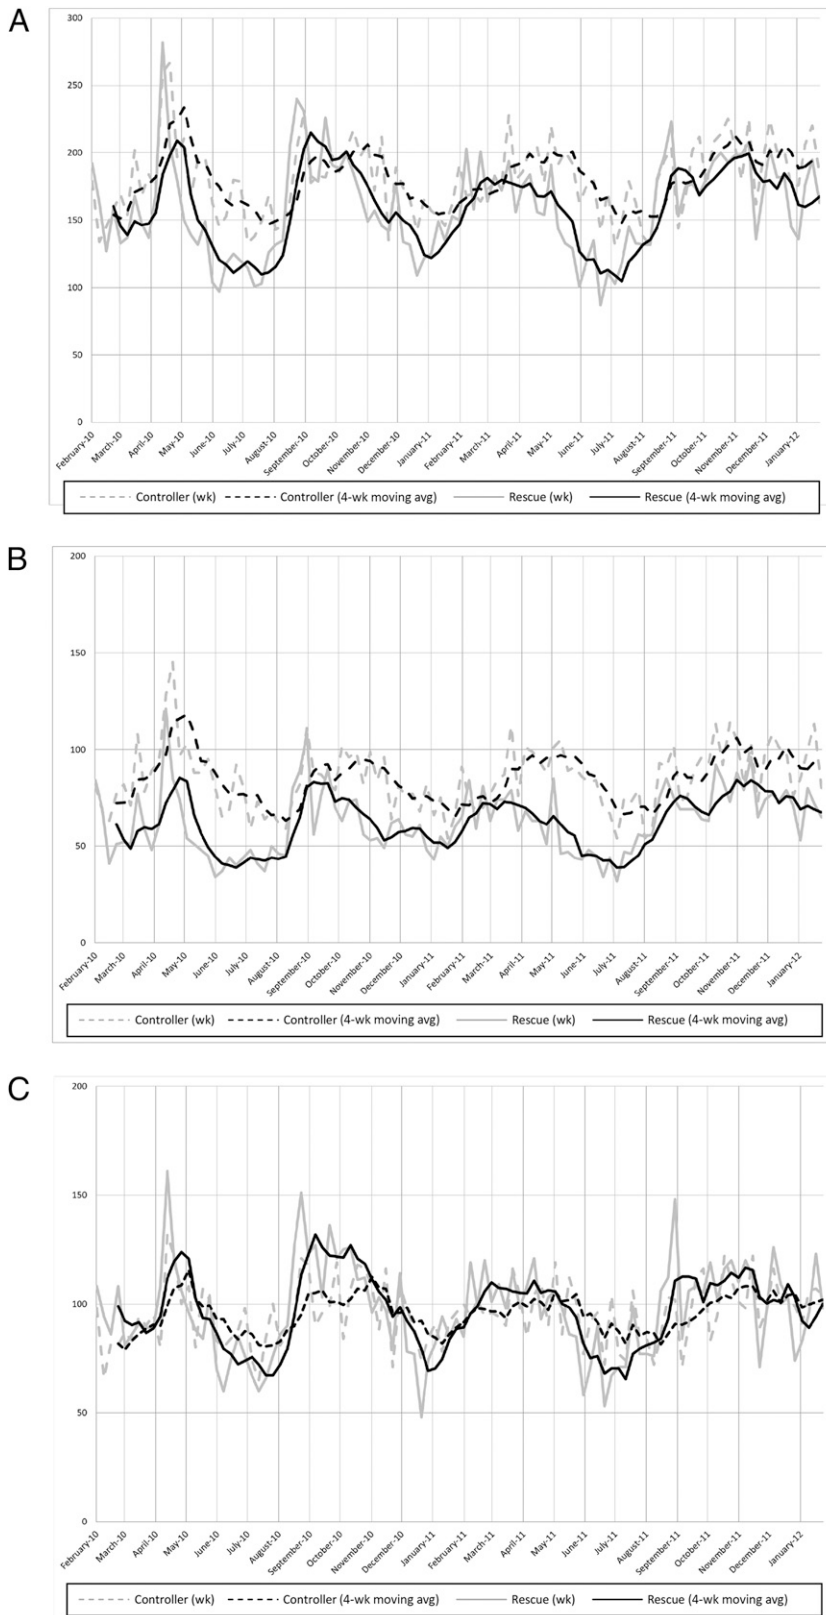 A
300
250
200
150
100
50
0
February-10 March-10 April-10 May-10 June-10 July-10 August-10 September-10 October-10 November-10 December-10 January-11 February-11 March-11 April-11 May-11 June-11 July-11 August-11 September-11 October-11 November-11 December-11 January-12
Controller (wk) Controller (4-wk moving avg) Rescue (wk) Rescue (4-wk moving avg)
B
200
150
100
50
0
February-10 March-10 April-10 May-10 June-10 July-10 August-10 September-10 October-10 November-10 December-10 January-11 February-11 March-11 April-11 May-11 June-11 July-11 August-11 September-11 October-11 November-11 December-11 January-12
Controller (wk) Controller (4-wk moving avg) Rescue (wk) Rescue (4-wk moving avg)
C
200
150
100
50
0
February-10 March-10 April-10 May-10 June-10 July-10 August-10 September-10 October-10 November-10 December-10 January-11 February-11 March-11 April-11 May-11 June-11 July-11 August-11 September-11 October-11 November-11 December-11 January-12
Controller (wk) Controller (4-wk moving avg) Rescue (wk) Rescue (4-wk moving avg)